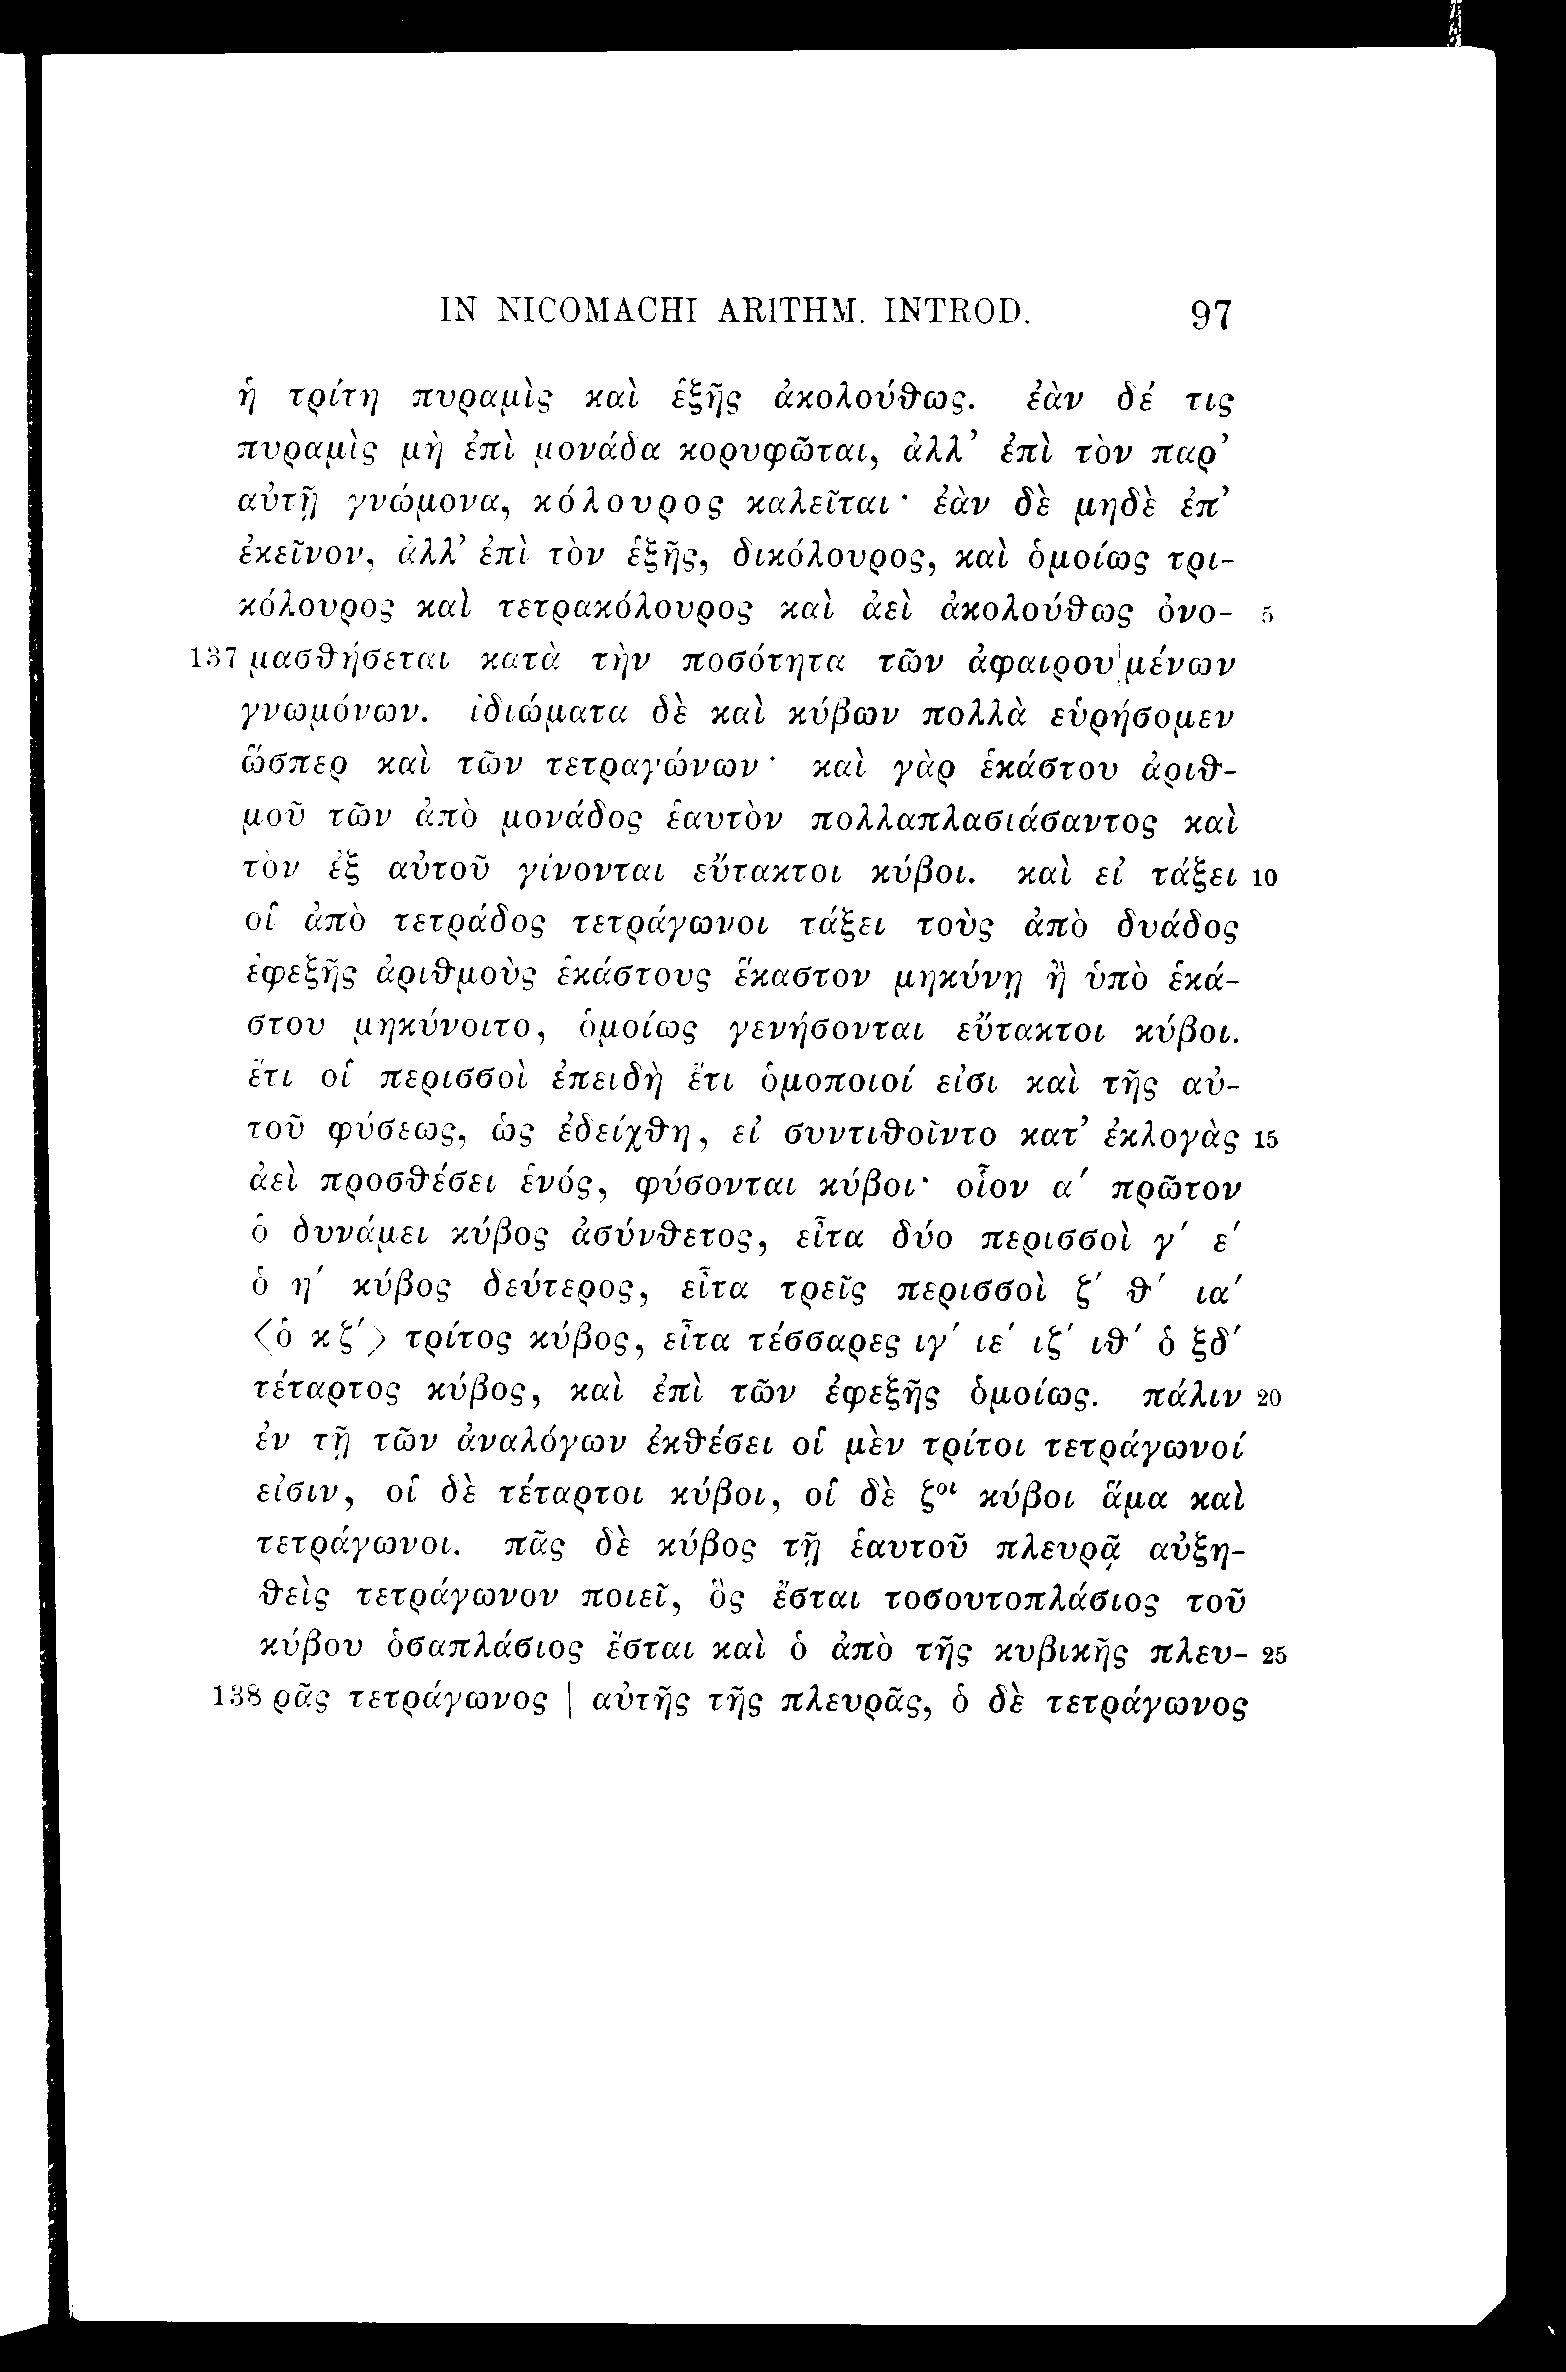 IN NICOMACHI ARITHM. INTROD. 97
ἡ τρίτη πυραμὶς καὶ ἑξῆς ἀκολούθως. ἐὰν δέ τις
πυραμὶς μὴ ἐπὶ μονάδα κορυφῶται, ἀλλ' ἐπὶ τὸν παρ'
αὐτῇ γνώμονα, κόλουρος καλεῖται· ἐὰν δὲ μηδὲ ἐπ'
ἐκεῖνον, ἀλλ' ἐπὶ τὸν ἑξῆς, δικόλουρος, καὶ ὁμοίως τρι-
κόλουρος καὶ τετρακόλουρος καὶ ἀεὶ ἀκολούθως ὀνο- 5
137 μασθήσεται κατὰ τὴν ποσότητα τῶν ἀφαιρου|μένων
γνωμόνων. ἰδιώματα δὲ καὶ κύβων πολλὰ εὑρήσομεν
ὥσπερ καὶ τῶν τετραγώνων· καὶ γὰρ ἑκάστου ἀριθ-
μοῦ τῶν ἀπὸ μονάδος ἑαυτὸν πολλαπλασιάσαντος καὶ
τὸν ἐξ αὐτοῦ γίνονται εὔτακτοι κύβοι. καὶ εἰ τάξει 10
οἱ ἀπὸ τετράδος τετράγωνοι τάξει τοὺς ἀπὸ δυάδος
ἐφεξῆς ἀριθμοὺς ἑκάστους ἕκαστον μηκύνῃ ἢ ὑπὸ ἑκά-
στου μηκύνοιτο, ὁμοίως γενήσονται εὔτακτοι κύβοι.
ἔτι οἱ περισσοὶ ἐπειδὴ ἔτι ὁμοποιοί εἰσι καὶ τῆς αὐ-
τοῦ φύσεως, ὡς ἐδείχθη, εἰ συντιθοῖντο κατ' ἐκλογὰς 15
ἀεὶ προσθέσει ἑνός, φύσονται κύβοι· οἷον α′ πρῶτον
ὁ δυνάμει κύβος ἀσύνθετος, εἶτα δύο περισσοὶ γ′ ε′
ὁ η′ κύβος δεύτερος, εἶτα τρεῖς περισσοὶ ζ′ θ′ ια′
〈ὁ κζ′〉 τρίτος κύβος, εἶτα τέσσαρες ιγ′ ιε′ ιζ′ ιθ′ ὁ ξδ′
τέταρτος κύβος, καὶ ἐπὶ τῶν ἐφεξῆς ὁμοίως. πάλιν 20
ἐν τῇ τῶν ἀναλόγων ἐκθέσει οἱ μὲν τρίτοι τετράγωνοί
εἰσιν, οἱ δὲ τέταρτοι κύβοι, οἱ δὲ ζοι κύβοι ἅμα καὶ
τετράγωνοι. πᾶς δὲ κύβος τῇ ἑαυτοῦ πλευρᾷ αὐξη-
θεὶς τετράγωνον ποιεῖ, ὃς ἔσται τοσουτοπλάσιος τοῦ
κύβου ὁσαπλάσιος ἔσται καὶ ὁ ἀπὸ τῆς κυβικῆς πλευ- 25
138 ρᾶς τετράγωνος | αὐτῆς τῆς πλευρᾶς, ὁ δὲ τετράγωνος